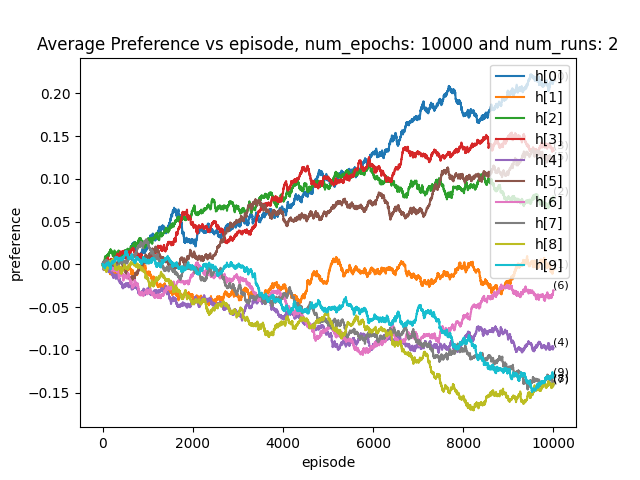 Average Preference vs episode, num_epochs: 10000 and num_runs: 2
preference
0.20
0.15
0.10
0.05
0.00
−0.05
−0.10
−0.15
0
2000
4000
6000
8000
10000
episode
h[0]
h[1]
h[2]
h[3]
h[4]
h[5]
h[6]
h[7]
h[8]
h[9]
(6)
(4)
(9)